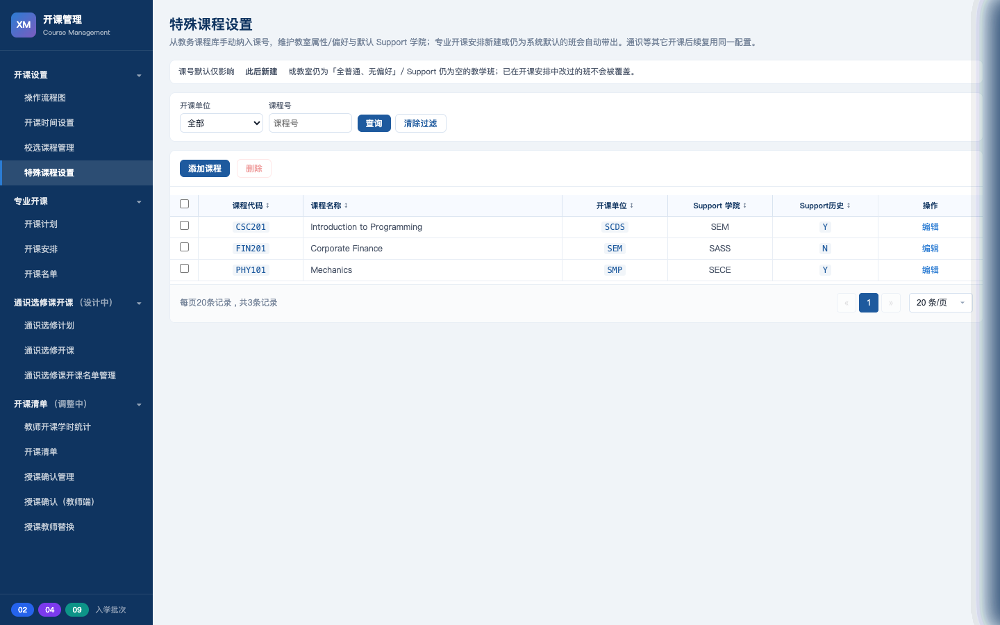 XM
开课管理
Course Management
开课设置
操作流程图
开课时间设置
校选课程管理
特殊课程设置
专业开课
开课计划
开课安排
开课名单
通识选修课开课（设计中）
通识选修计划
通识选修开课
通识选修课开课名单管理
开课清单（调整中）
教师开课学时统计
开课清单
授课确认管理
授课确认（教师端）
授课教师替换
02 04 09 入学批次
特殊课程设置
从教务课程库手动纳入课号，维护教室属性/偏好与默认 Support 学院；专业开课安排新建或仍为系统默认的班会自动带出。通识等其它开课后续复用同一配置。
课号默认仅影响 此后新建 或教室仍为「全普通、无偏好」/ Support 仍为空的教学班；已在开课安排中改过的班不会被覆盖。
开课单位 课程号
全部 课程号 查询 清除过滤
添加课程 删除
课程代码 ↕ 课程名称 ↕ 开课单位 ↕ Support 学院 ↕ Support历史 ↕ 操作
CSC201 Introduction to Programming SCDS SEM Y 编辑
FIN201 Corporate Finance SEM SASS N 编辑
PHY101 Mechanics SMP SECE Y 编辑
每页20条记录，共3条记录 « 1 » 20 条/页